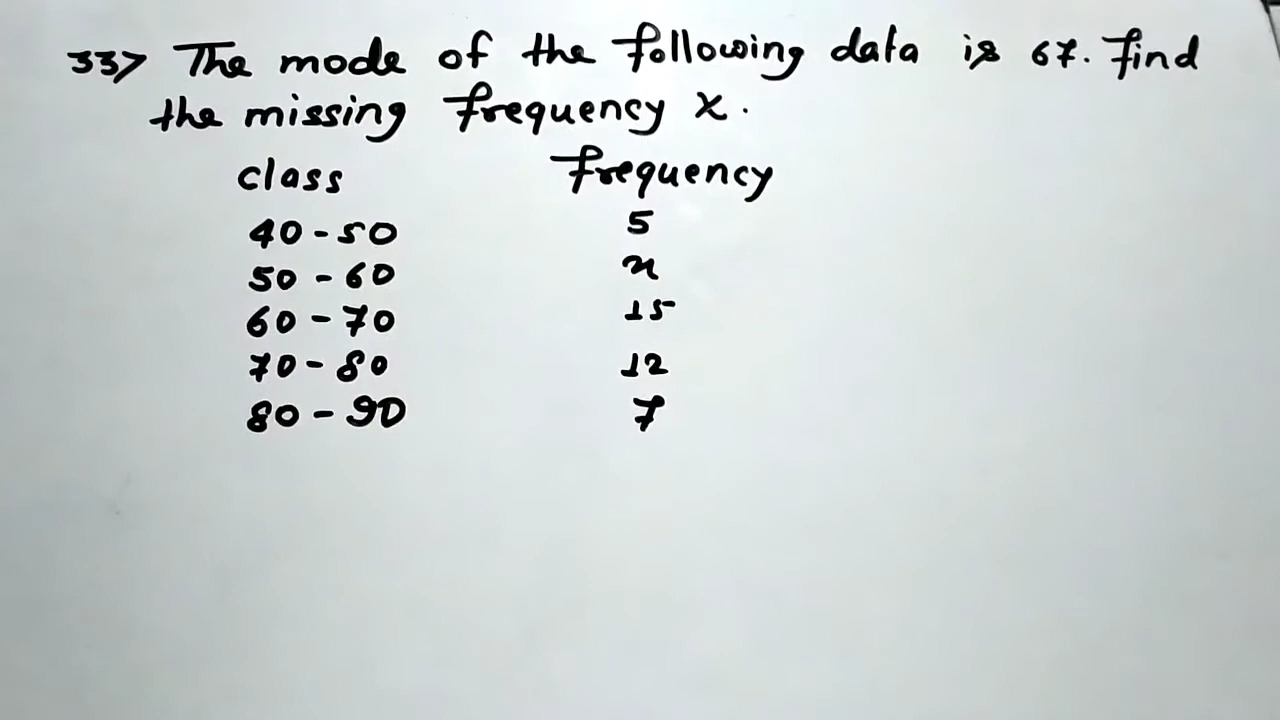 33> The mode of the following data is 67. find
the missing frequency x.
class frequency
40 - 50 5
50 - 60 x
60 - 70 15
70 - 80 12
80 - 90 7